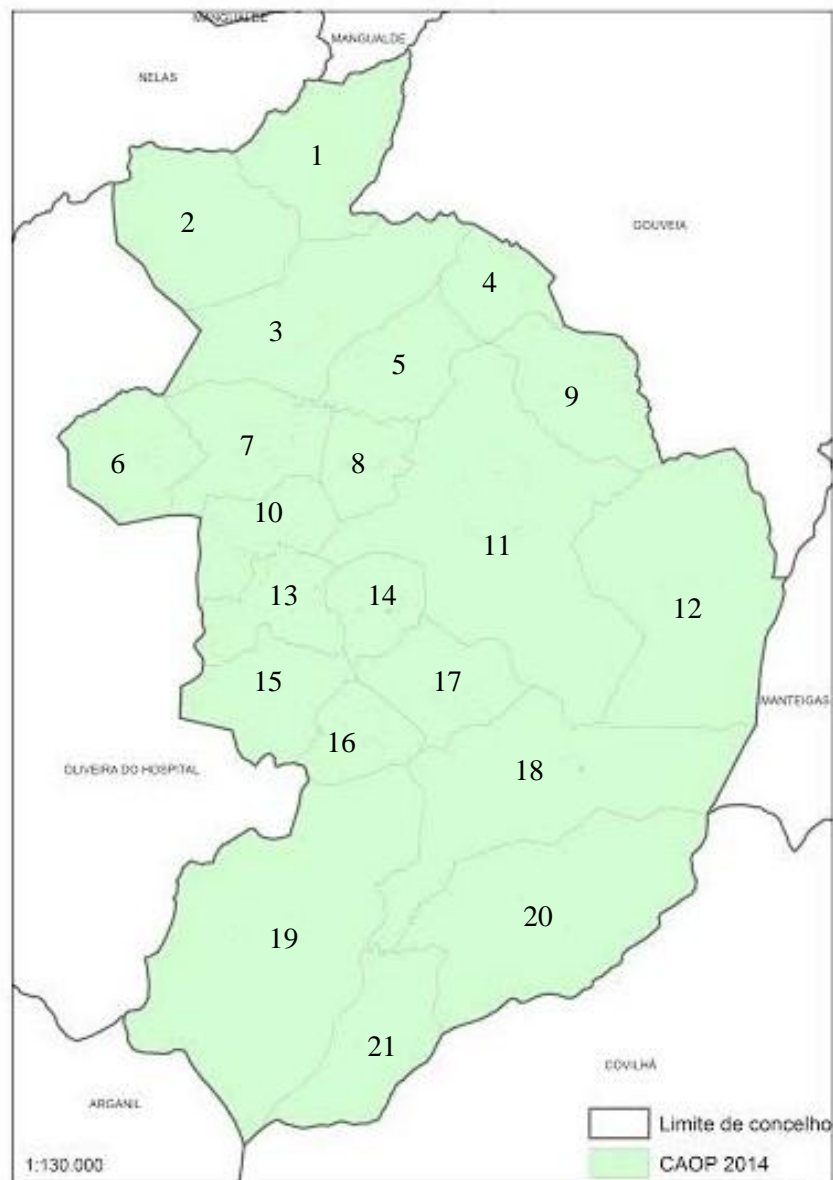 MANGUALDE
MANGUALDE
NELAS
1
2
GOUVEIA
4
3
5
9
6
7
8
10
11
13
14
12
15
17
MANTEIGAS
16
OLIVEIRA DO HOSPITAL
18
20
19
21
COVILHÃ
ARGANIL
Limite de concelho
1:130.000
CAOP 2014